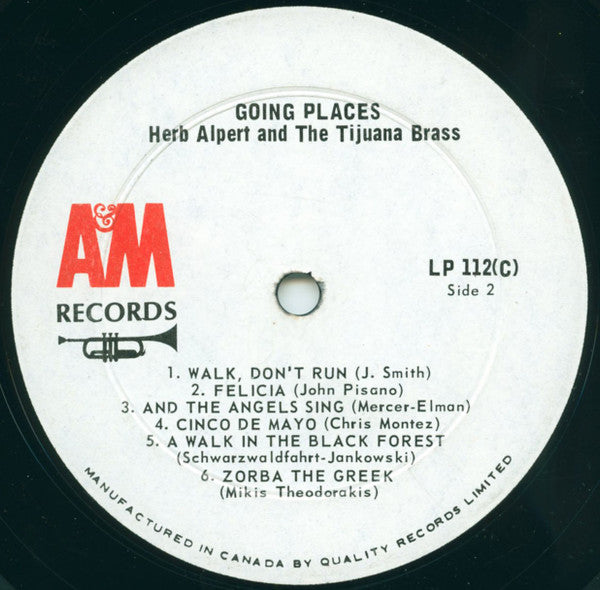 GOING PLACES
Herb Alpert and The Tijuana Brass
A&M
RECORDS
LP 112(C)
Side 2
1. WALK, DON'T RUN (J. Smith)
2. FELICIA (John Pisano)
3. AND THE ANGELS SING (Mercer-Elman)
4. CINCO DE MAYO (Chris Montez)
5. A WALK IN THE BLACK FOREST
(Schwarzwaldfahrt-Jankowski)
6. ZORBA THE GREEK
(Mikis Theodorakis)
MANUFACTURED IN CANADA BY QUALITY RECORDS LIMITED